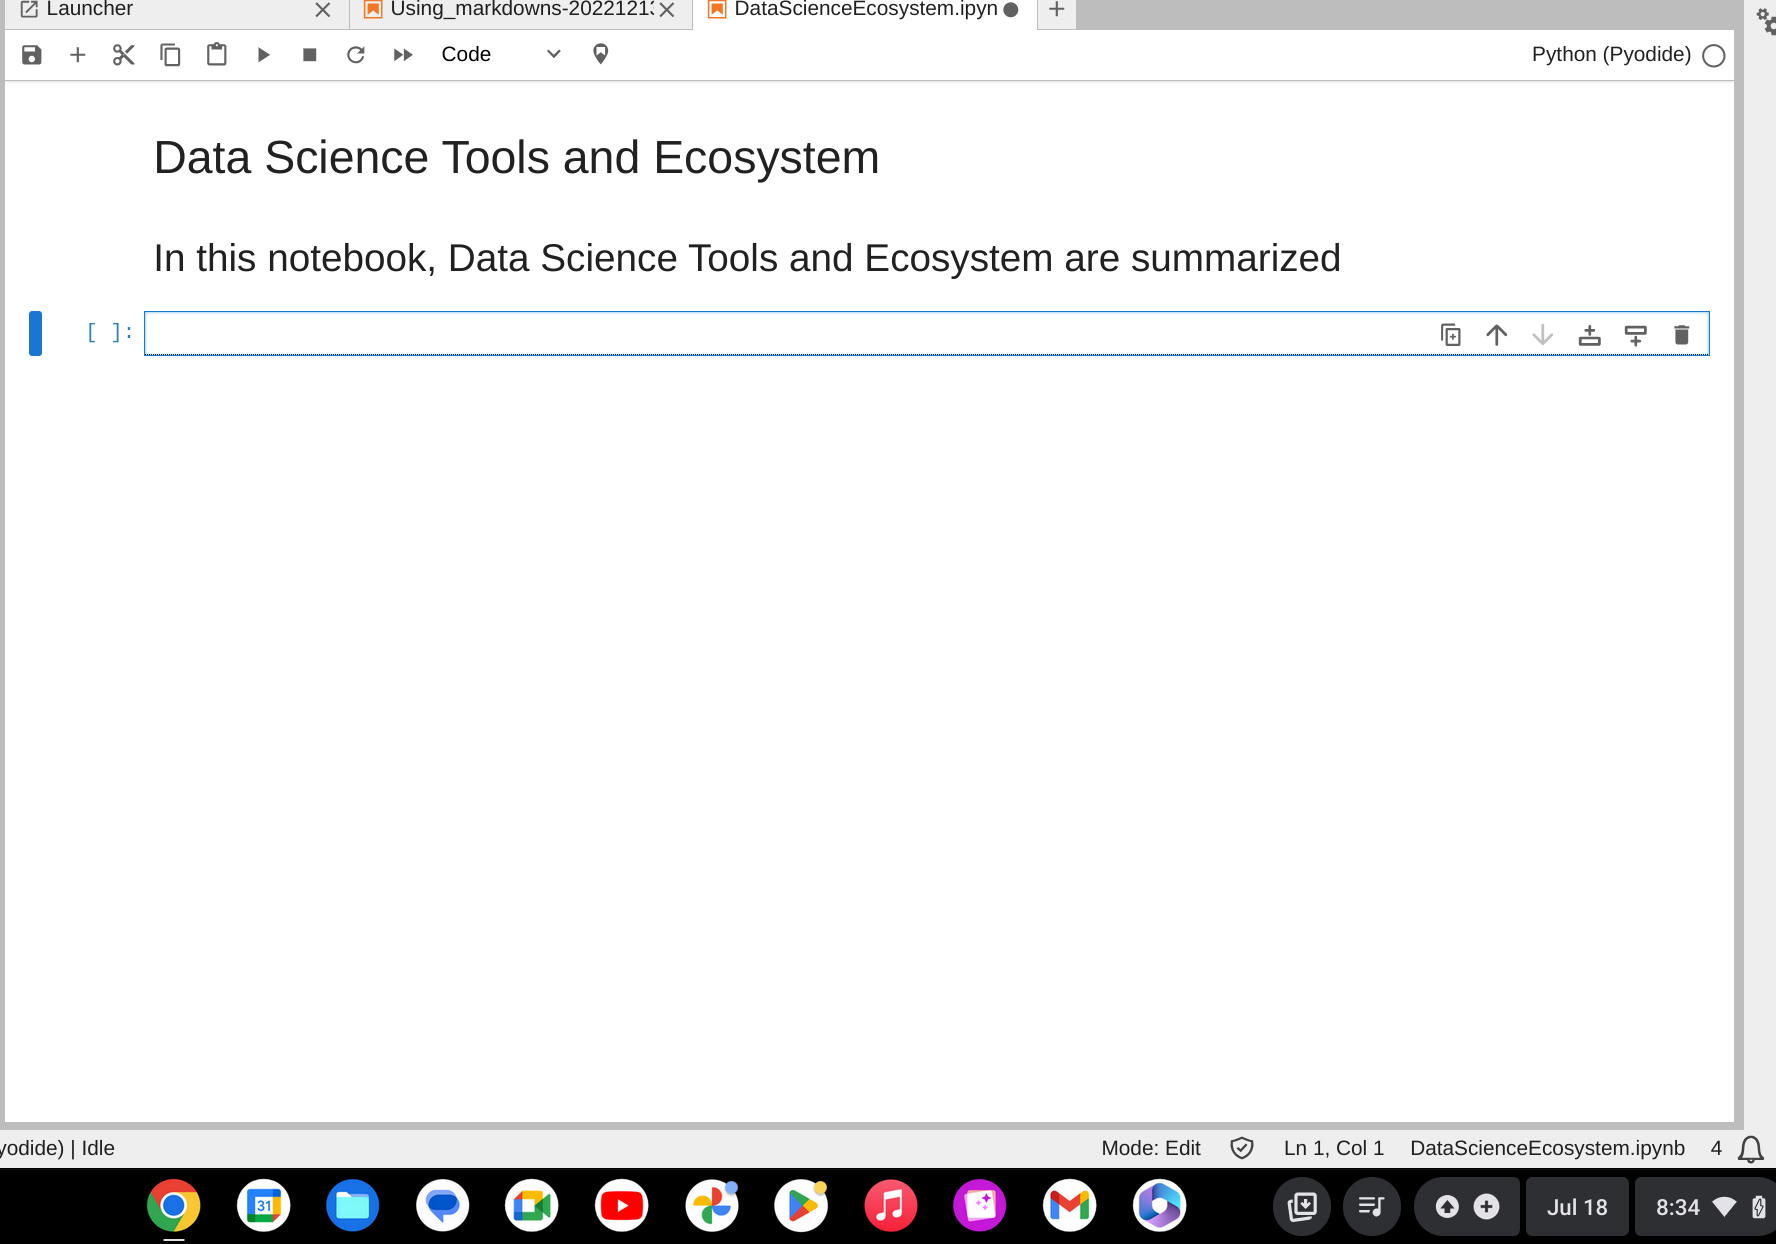 Launcher
Using_markdowns-2022121
DataScienceEcosystem.ipyn
Code
Python (Pyodide)
Data Science Tools and Ecosystem
In this notebook, Data Science Tools and Ecosystem are summarized
[ ]:
yodide) | Idle
Mode: Edit
Ln 1, Col 1
DataScienceEcosystem.ipynb
4
31
Jul 18
8:34